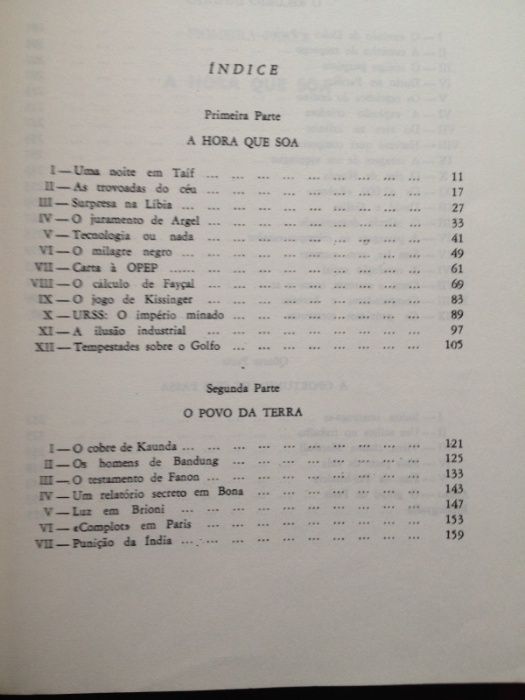 ÍNDICE
Primeira Parte
A HORA QUE SOA
I — Uma noite em Taif ... ... ... ... ... ... ... ... ... 11
II — As trovoadas do céu ... ... ... ... ... ... ... ... ... 17
III — Surpresa na Líbia ... ... ... ... ... ... ... ... ... 27
IV — O juramento de Argel ... ... ... ... ... ... ... ... 33
V — Tecnologia ou nada ... ... ... ... ... ... ... ... ... 41
VI — O milagre negro ... ... ... ... ... ... ... ... ... 49
VII — Carta à OPEP ...... ... ... ... ... ... ... ... ... 61
VIII — O cálculo de Fayçal ... ... ... ... ... ... ... ... ... 69
IX — O jogo de Kissinger ... ... ... ... ... ... ... ... ... 83
X — URSS: O império minado ... ... ... ... ... ... ... ... 89
XI — A ilusão industrial ... ... ... ... ... ... ... ... ... 97
XII — Tempestades sobre o Golfo ... ... ... ... ... ... ... 105
Segunda Parte
O POVO DA TERRA
I — O cobre de Kaunda ... ... ... ... ... ... ... ... ... 121
II — Os homens de Bandung ... ... ... ... ... ... ... ... 125
III — O testamento de Fanon ... ... ... ... ... ... ... ... 133
IV — Um relatório secreto em Bona ... ... ... ... ... ... 143
V — Luz em Brioni ... ... ... ... ... ... ... ... ... 147
VI — «Complot» em Paris ... ... ... ... ... ... ... ... 153
VII — Punição da Índia ... ... ... ... ... ... ... ... ... 159